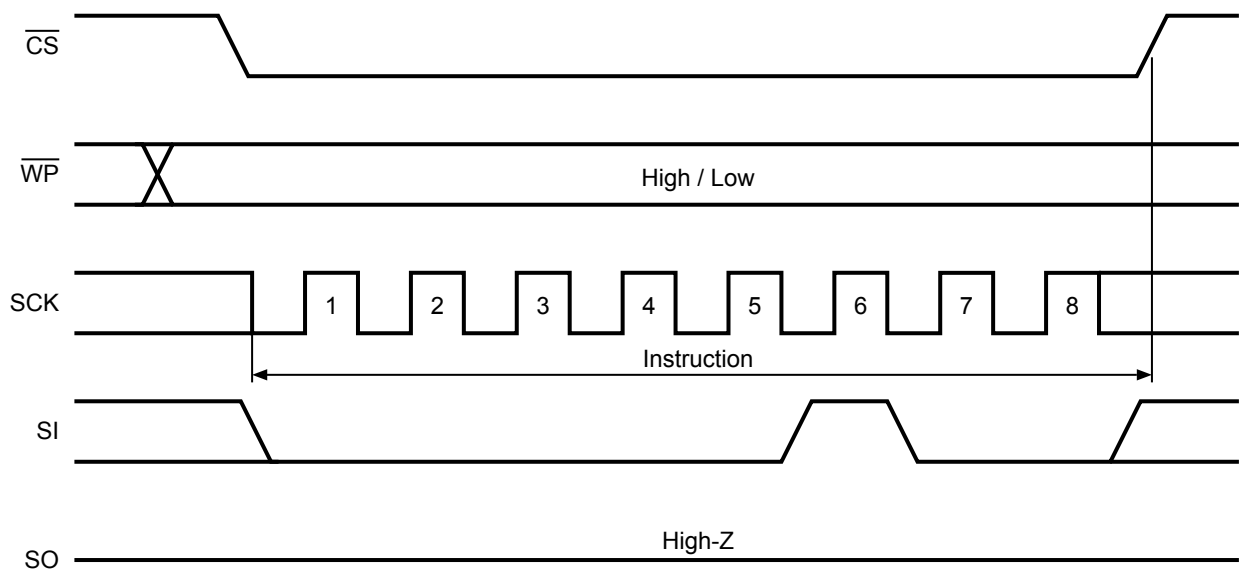 CS
WP
High / Low
SCK
1 2 3 4 5 6 7 8
Instruction
SI
High-Z
SO